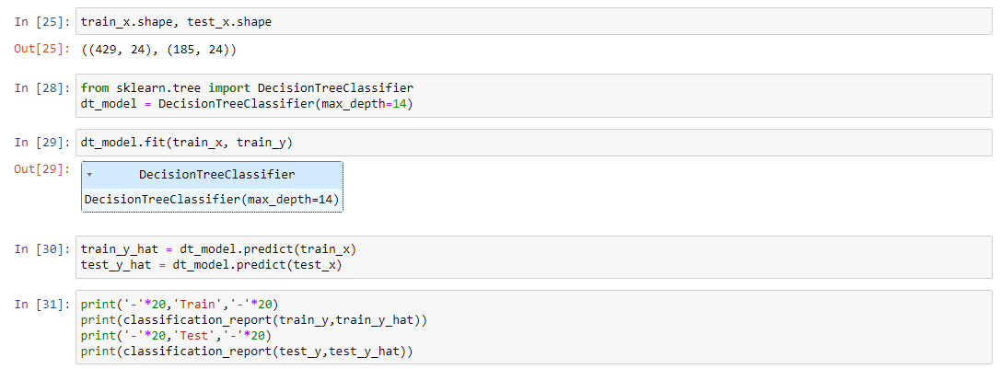 In [25]: train_x.shape, test_x.shape
Out[25]: ((429, 24), (185, 24))
In [28]: from sklearn.tree import DecisionTreeClassifier
dt_model = DecisionTreeClassifier(max_depth=14)
In [29]: dt_model.fit(train_x, train_y)
Out[29]: ▾ DecisionTreeClassifier
DecisionTreeClassifier(max_depth=14)
In [30]: train_y_hat = dt_model.predict(train_x)
test_y_hat = dt_model.predict(test_x)
In [31]: print('-'*20,'Train','-'*20)
print(classification_report(train_y,train_y_hat))
print('-'*20,'Test','-'*20)
print(classification_report(test_y,test_y_hat))